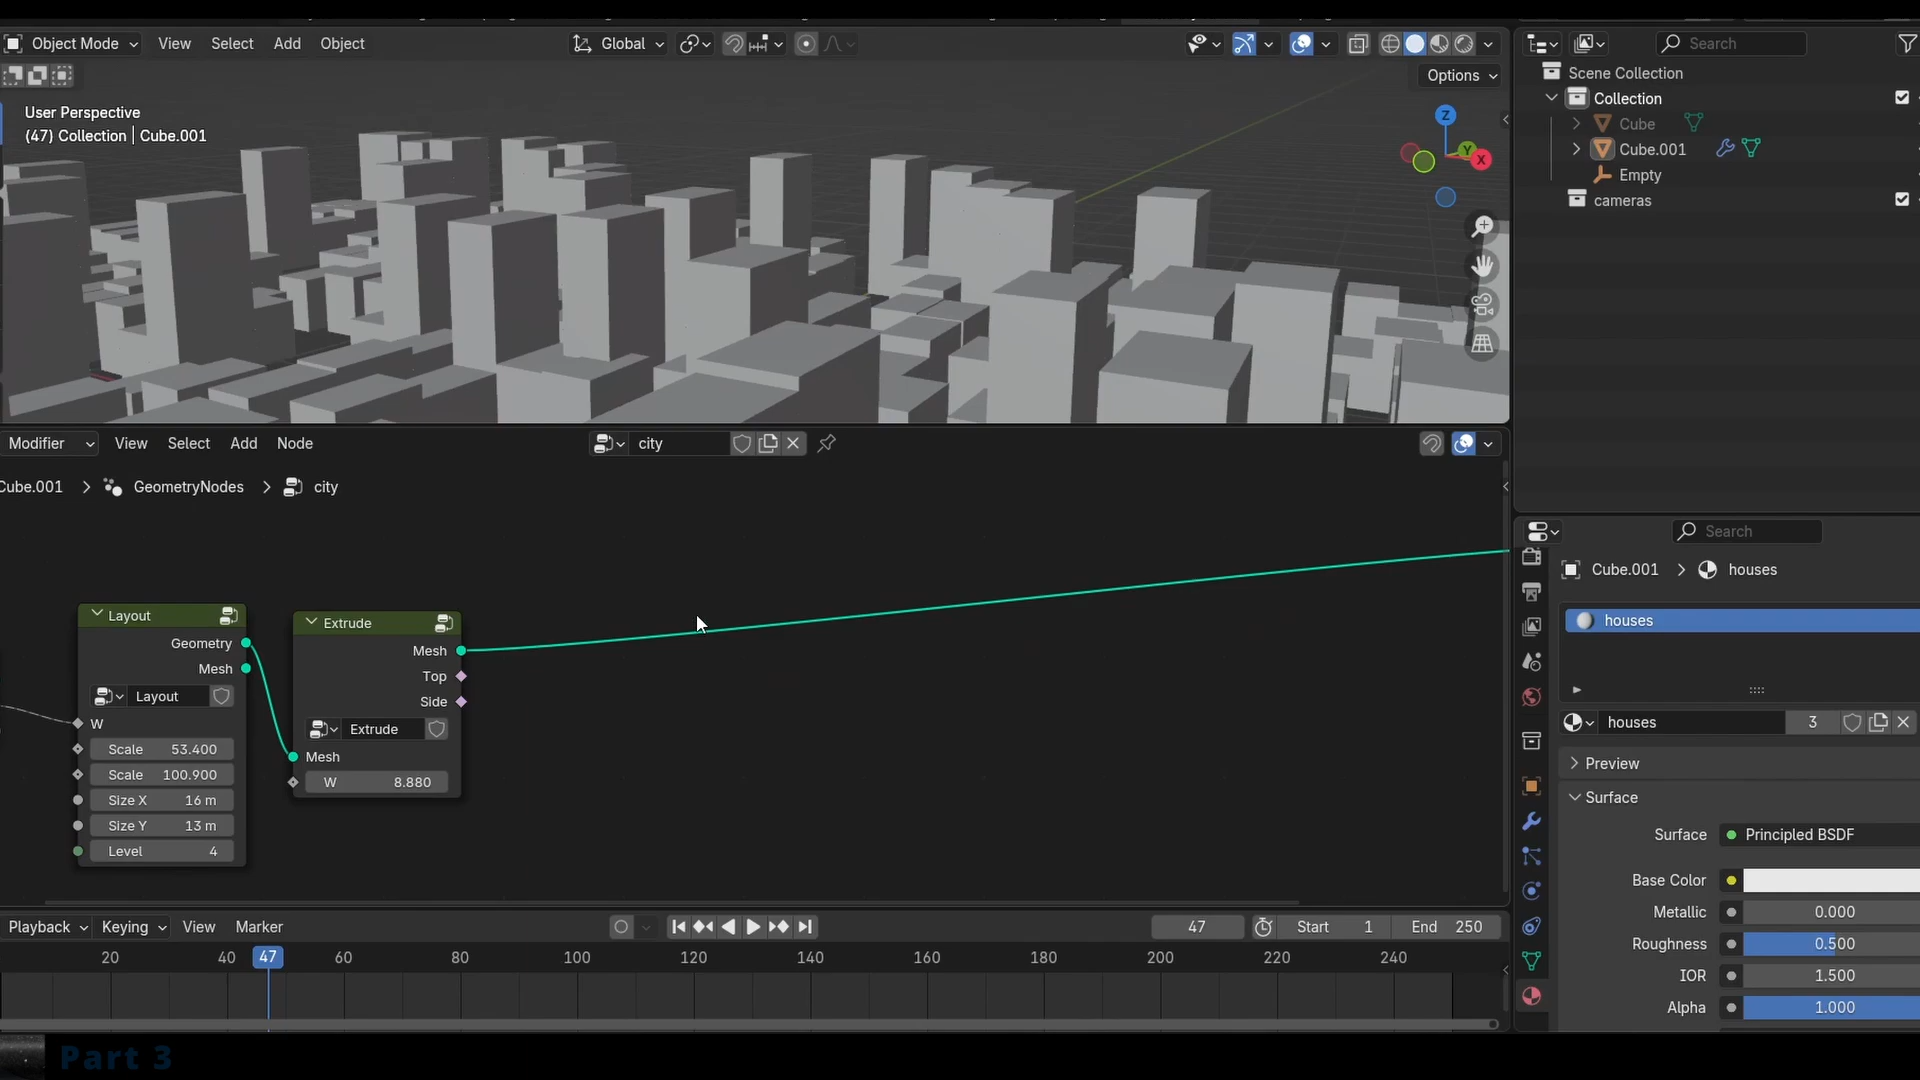 Object Mode View Select Add Object Global Search
Options
User Perspective
(47) Collection | Cube.001
Z
Y
X
Scene Collection
Collection
Cube
Cube.001
Empty
cameras
Modifier View Select Add Node city
Cube.001 > GeometryNodes > city
Layout
Geometry
Mesh
Layout
W
Scale 53.400
Scale 100.900
Size X 16 m
Size Y 13 m
Level 4
Extrude
Mesh
Top
Side
Extrude
Mesh
W 8.880
Search
Cube.001 > houses
houses
houses 3
Preview
Surface
Surface Principled BSDF
Base Color
Metallic 0.000
Roughness 0.500
IOR 1.500
Alpha 1.000
Playback Keying View Marker 47 Start 1 End 250
20 40 47 60 80 100 120 140 160 180 200 220 240
Part 3